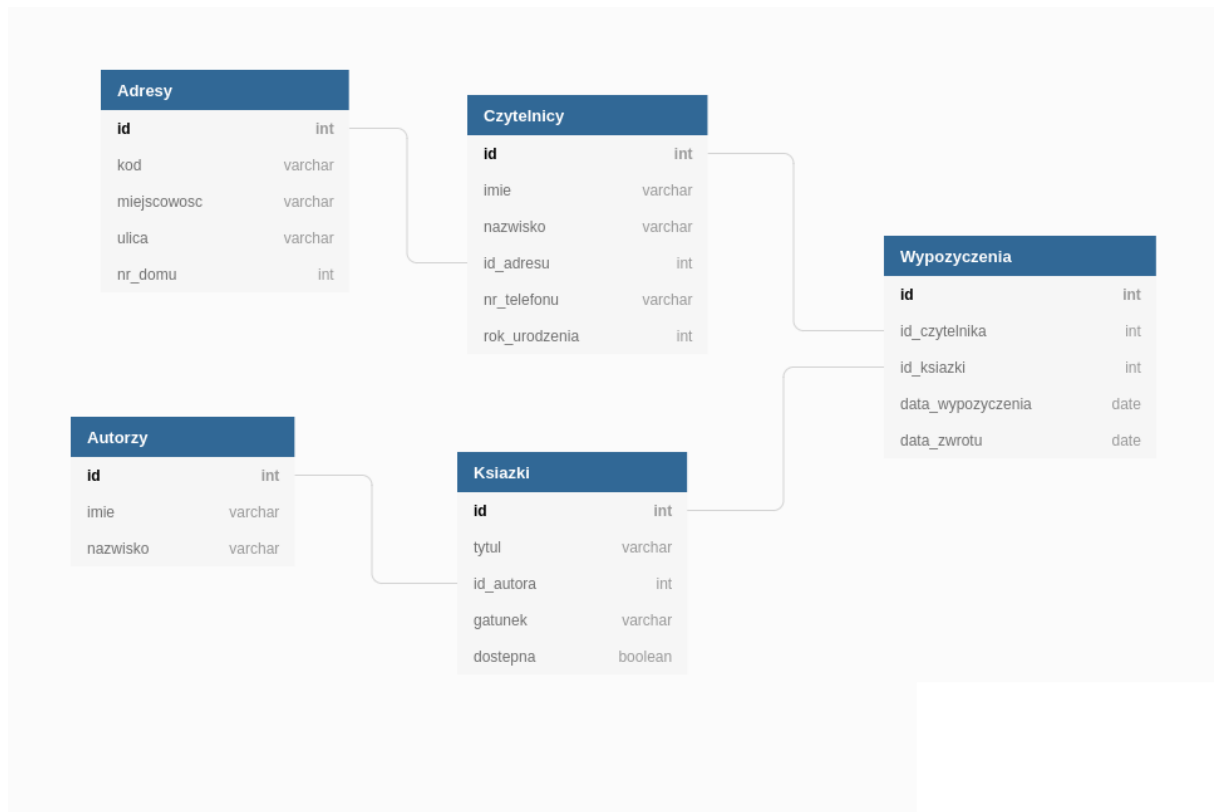 Adresy
id int
kod varchar
miejscowosc varchar
ulica varchar
nr_domu int
Czytelnicy
id int
imie varchar
nazwisko varchar
id_adresu int
nr_telefonu varchar
rok_urodzenia int
Wypozyczenia
id int
id_czytelnika int
id_ksiazki int
data_wypozyczenia date
data_zwrotu date
Autorzy
id int
imie varchar
nazwisko varchar
Ksiazki
id int
tytul varchar
id_autora int
gatunek varchar
dostepna boolean